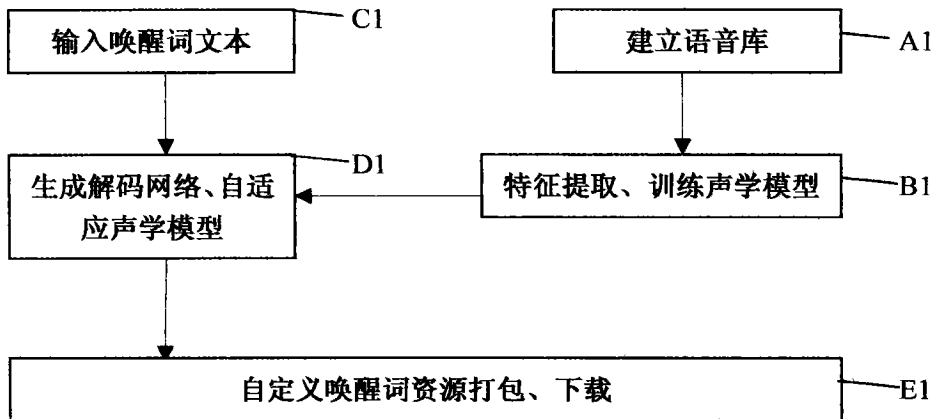 C1
输入唤醒词文本
建立语音库
A1
D1
生成解码网络、自适
应声学模型
特征提取、训练声学模型
B1
自定义唤醒词资源打包、下载
E1